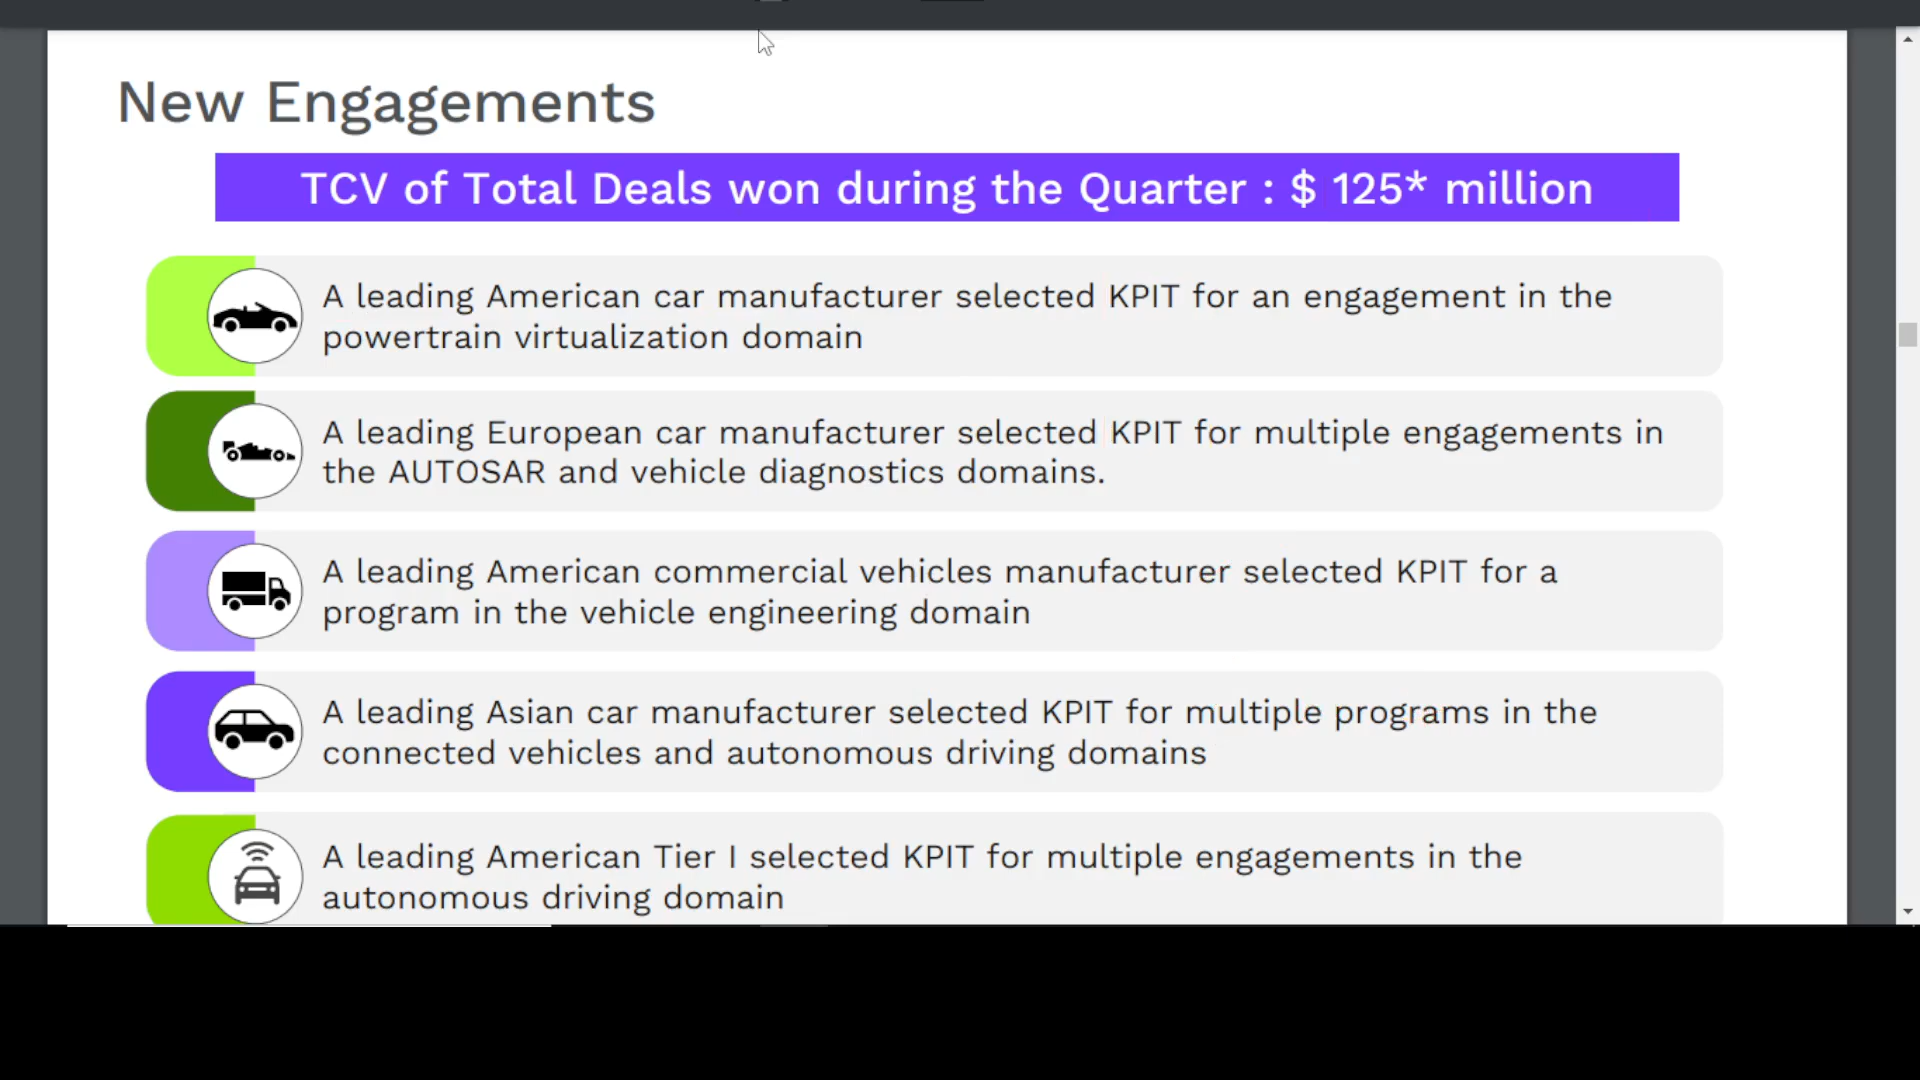 New Engagements
TCV of Total Deals won during the Quarter : $ 125* million
A leading American car manufacturer selected KPIT for an engagement in the
powertrain virtualization domain
A leading European car manufacturer selected KPIT for multiple engagements in
the AUTOSAR and vehicle diagnostics domains.
A leading American commercial vehicles manufacturer selected KPIT for a
program in the vehicle engineering domain
A leading Asian car manufacturer selected KPIT for multiple programs in the
connected vehicles and autonomous driving domains
A leading American Tier I selected KPIT for multiple engagements in the
autonomous driving domain